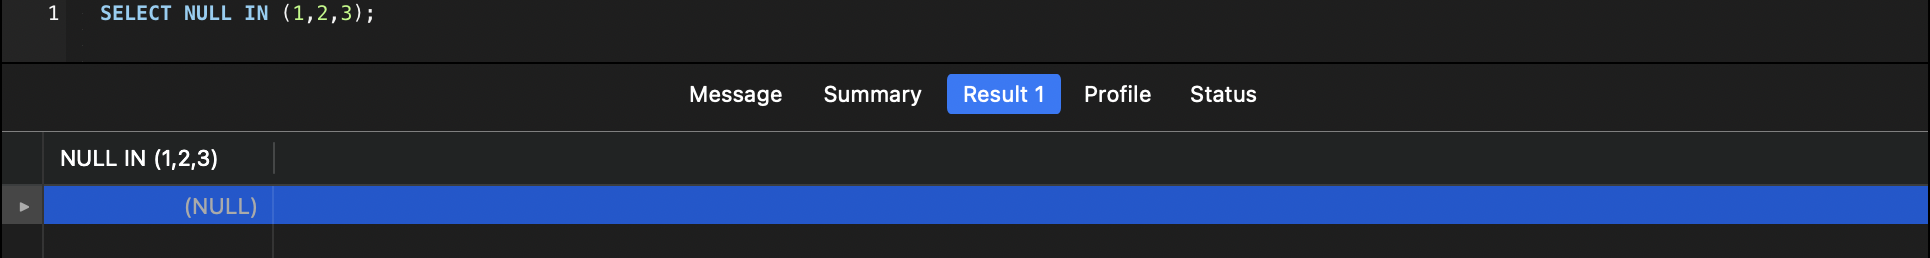 1 SELECT NULL IN (1,2,3);
Message Summary Result 1 Profile Status
NULL IN (1,2,3)
(NULL)